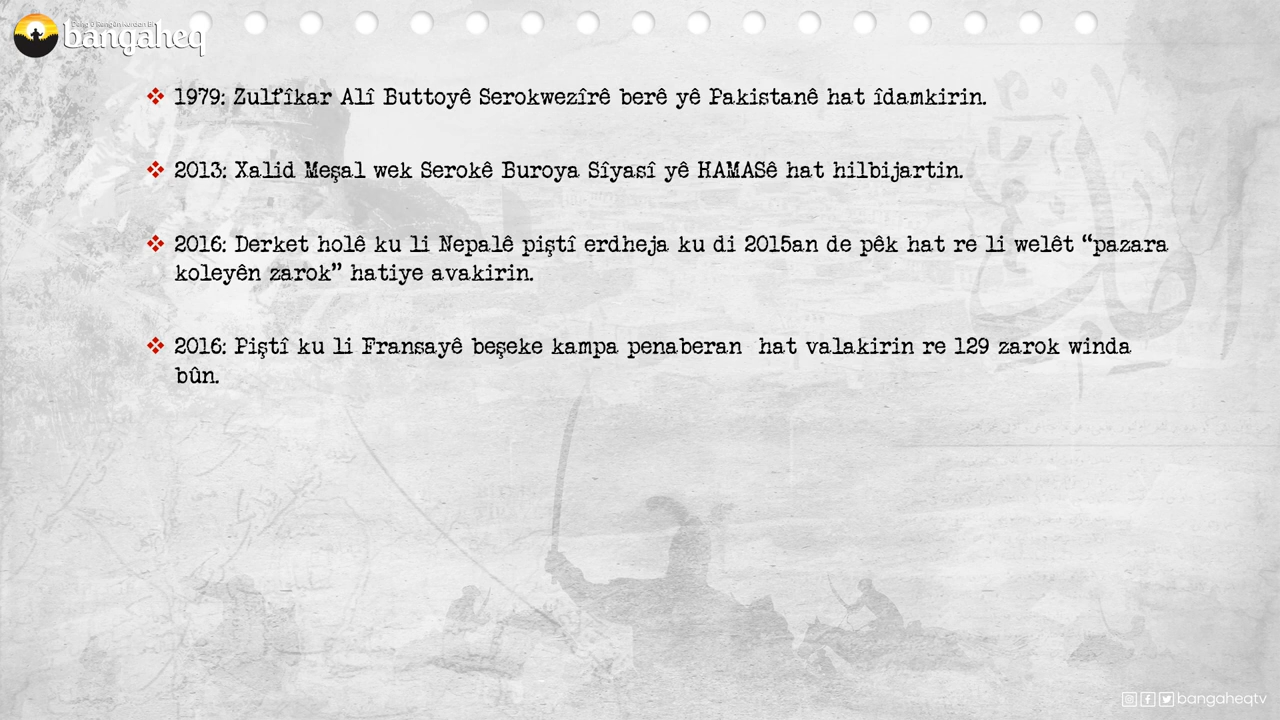 bangaheq
1979: Zulfîkar Alî Buttoyê Serokwezîrê berê yê Pakistanê hat îdamkirin.
2013: Xalid Meşal wek Serokê Buroya Sîyasî yê HAMASê hat hilbijartin.
2016: Derket holê ku li Nepalê piştî erdheja ku di 2015an de pêk hat re li welêt “pazara
koleyên zarok” hatiye avakirin.
2016: Piştî ku li Fransayê beşeke kampa penaberan hat valakirin re 129 zarok winda
bûn.
bangaheqtv